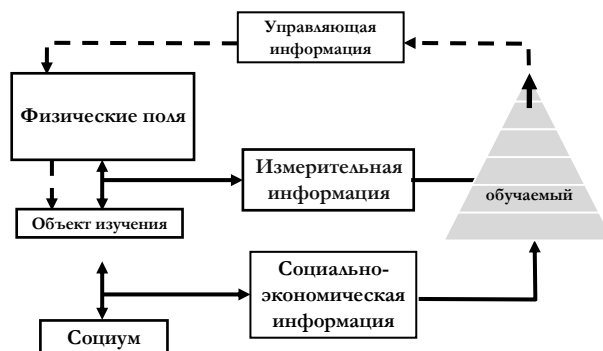 Управляющая
информация
Физические поля
Измерительная
информация
обучаемый
Объект изучения
Социально-
экономическая
информация
Социум